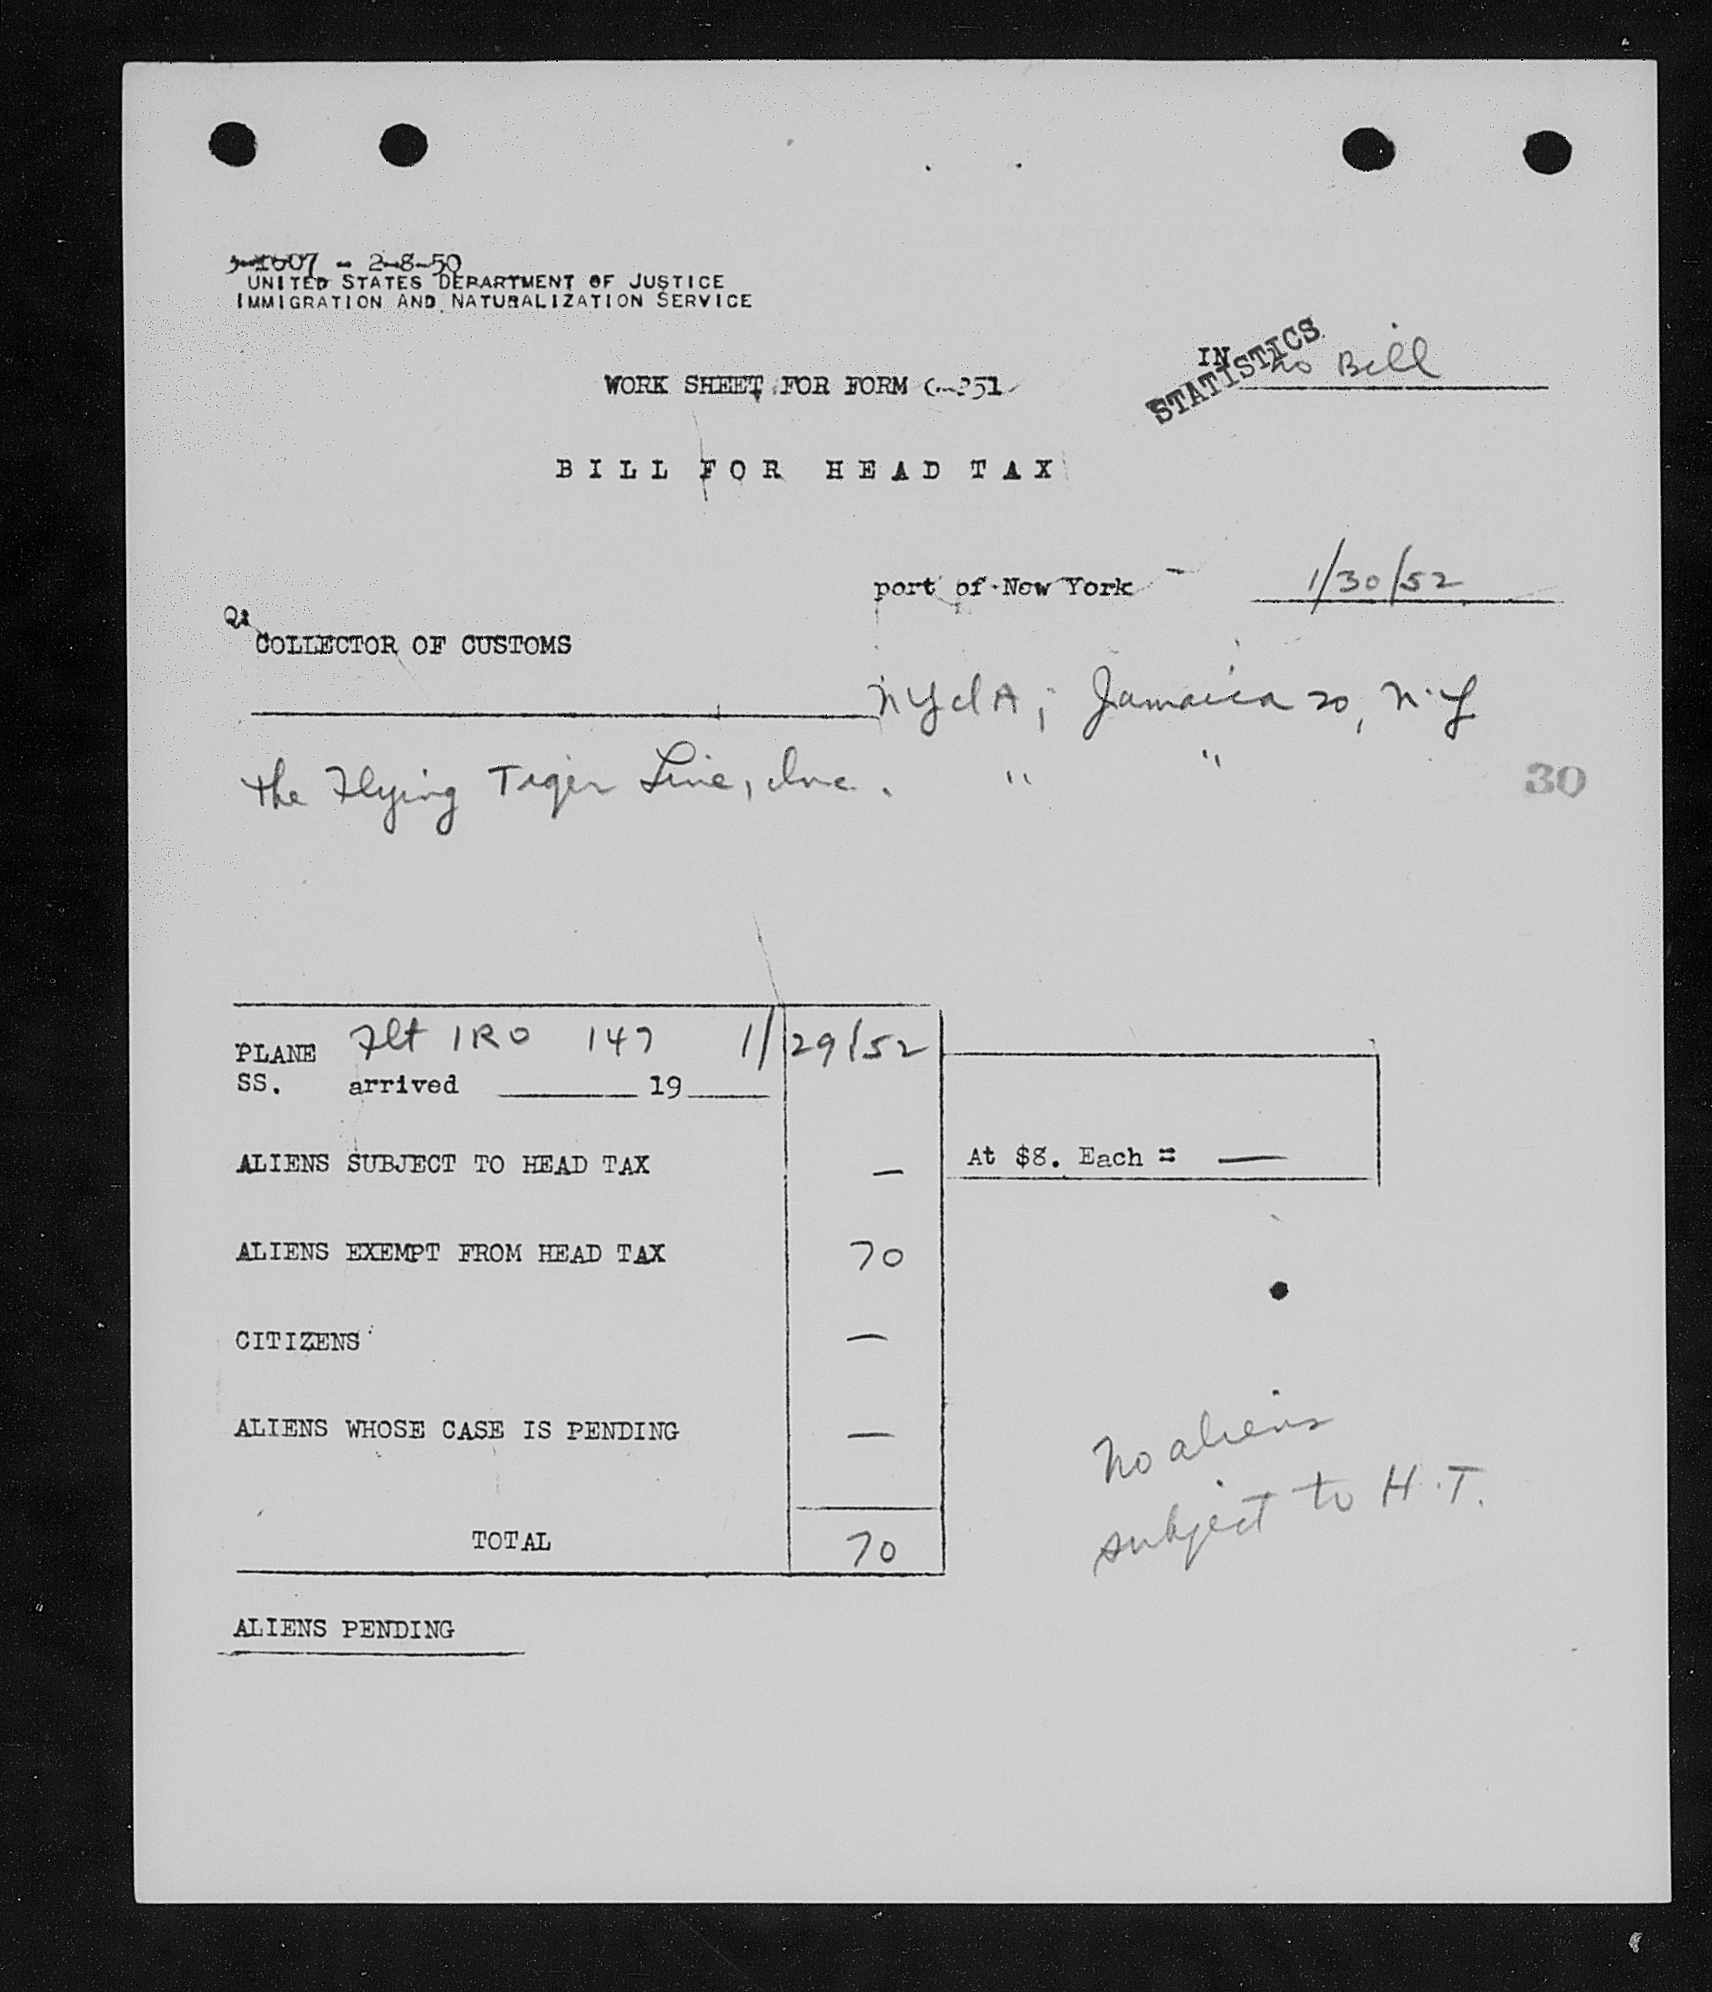 - 2-8-50
UNITED STATES DEPARTMENT OF JUSTICE
IMMIGRATION AND NATURALIZATION SERVICE
IN no Bill
STATISTICS
WORK SHEET FOR FORM 251
BILL FOR HEAD TAX
port of New York - 1/30/52
COLLECTOR OF CUSTOMS
NYIA; Jamaica 20, N.Y
The Flying Tiger Line, Inc. " "
30
PLANE Flt IRO 147 1/29/52
SS. arrived 19
ALIENS SUBJECT TO HEAD TAX — At $8. Each = —
ALIENS EXEMPT FROM HEAD TAX 70
CITIZENS —
ALIENS WHOSE CASE IS PENDING —
No aliens
subject to H.T.
TOTAL 70
ALIENS PENDING